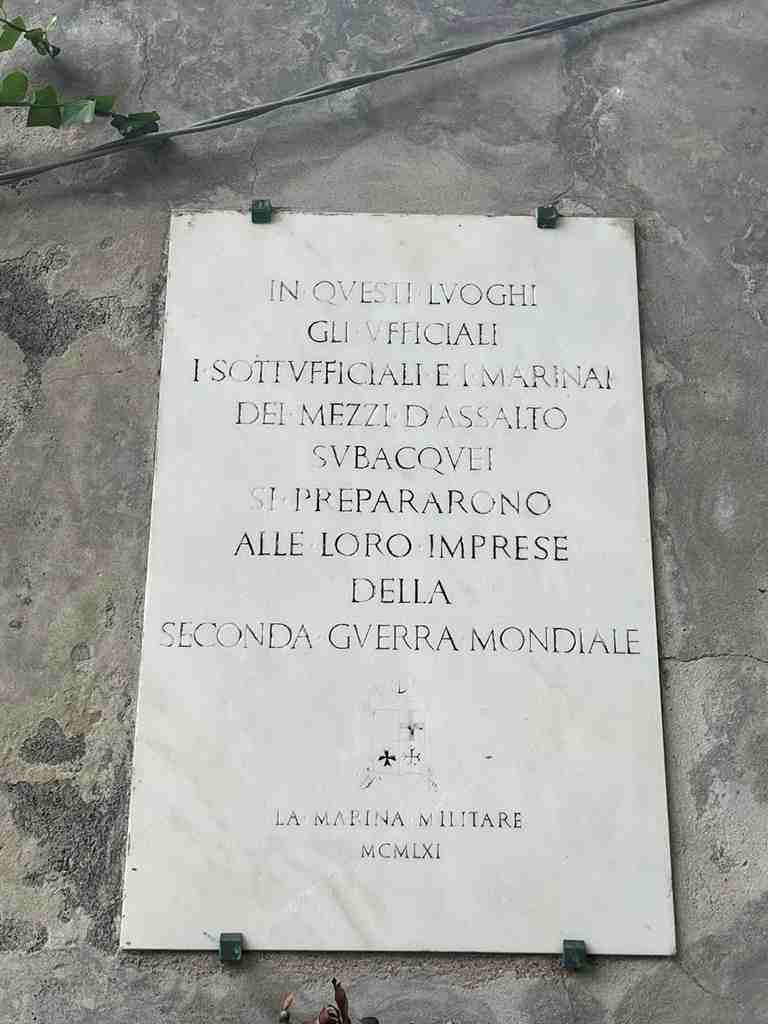 IN·QVESTI·LVOGHI
GLI·VFFICIALI
I·SOTTVFFICIALI·E·I·MARINAI
DEI·MEZZI·D'ASSALTO
SVBACQVEI
SI·PREPARARONO
ALLE·LORO·IMPRESE
DELLA
SECONDA·GVERRA·MONDIALE
LA MARINA MILITARE
MCMLXI